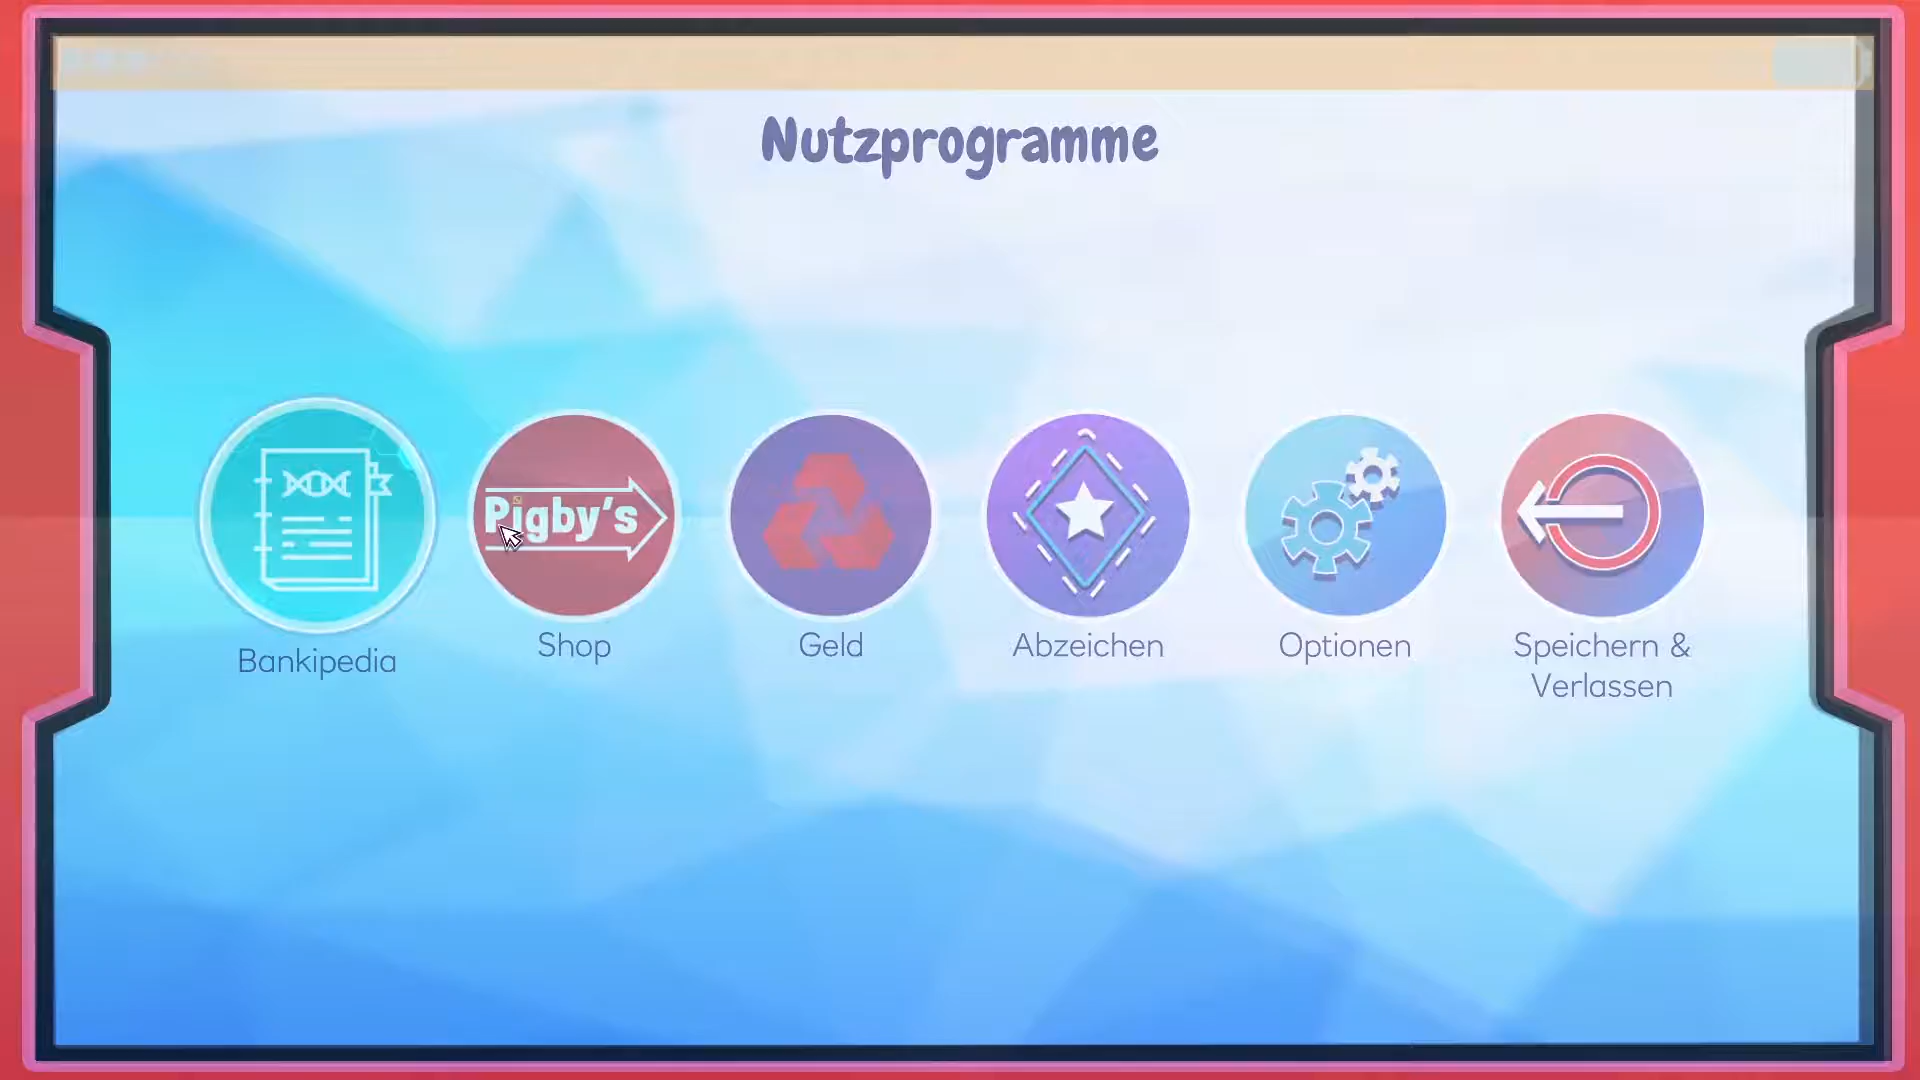 Nutzprogramme
Pigby's
Bankipedia
Shop
Geld
Abzeichen
Optionen
Speichern &
Verlassen